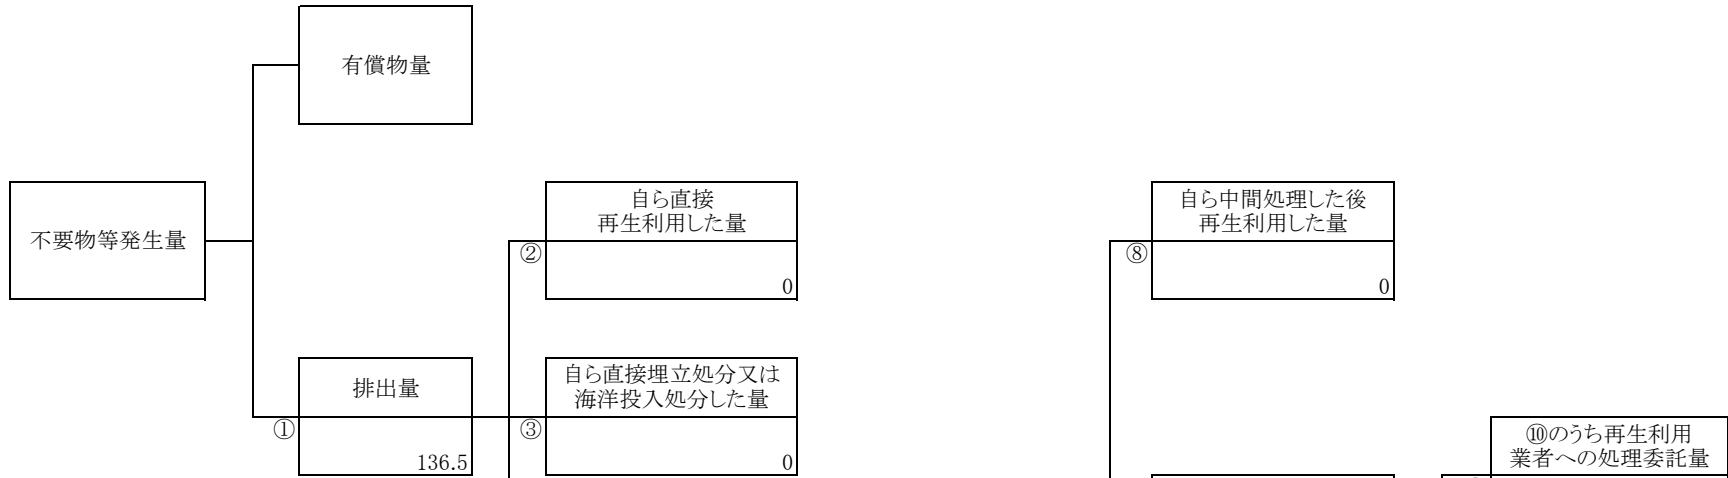 有償物量
不要物等発生量
自ら直接
再生利用した量
②
0
自ら中間処理した後
再生利用した量
⑧
0
排出量
①
136.5
自ら直接埋立処分又は
海洋投入処分した量
③
0
⑩のうち再生利用
業者への処理委託量